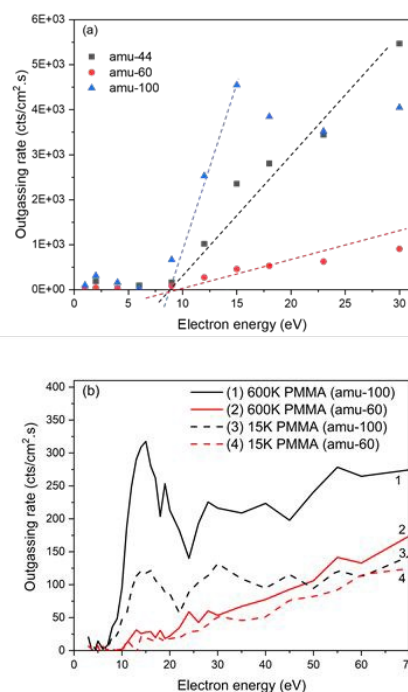 (a)
amu-44
amu-60
amu-100
Outgassing rate (cts/cm².s)
6E+03
5E+03
4E+03
3E+03
2E+03
1E+03
0E+00
0 5 10 15 20 25 30
Electron energy (eV)
(b)
(1) 600K PMMA (amu-100)
(2) 600K PMMA (amu-60)
(3) 15K PMMA (amu-100)
(4) 15K PMMA (amu-60)
Outgassing rate (cts/cm².s)
400
350
300
250
200
150
100
50
0
1
2
3
4
0 10 20 30 40 50 60 70
Electron energy (eV)